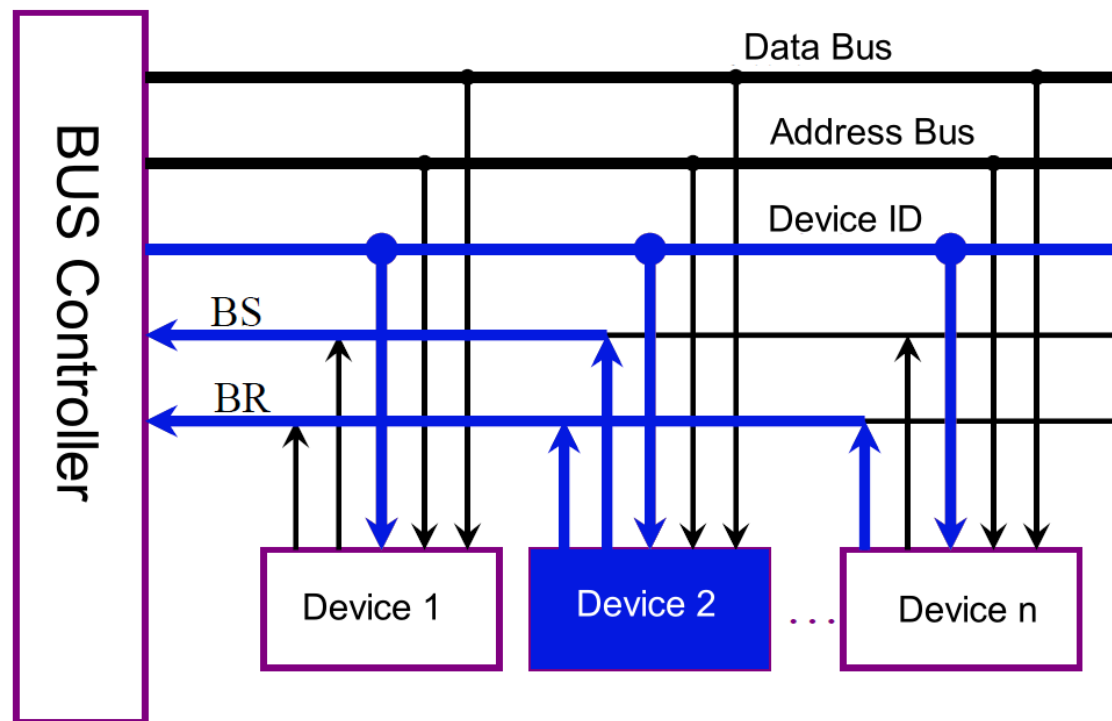 Data Bus
Address Bus
Device ID
BS
BR
BUS Controller
Device 1
Device 2
...
Device n